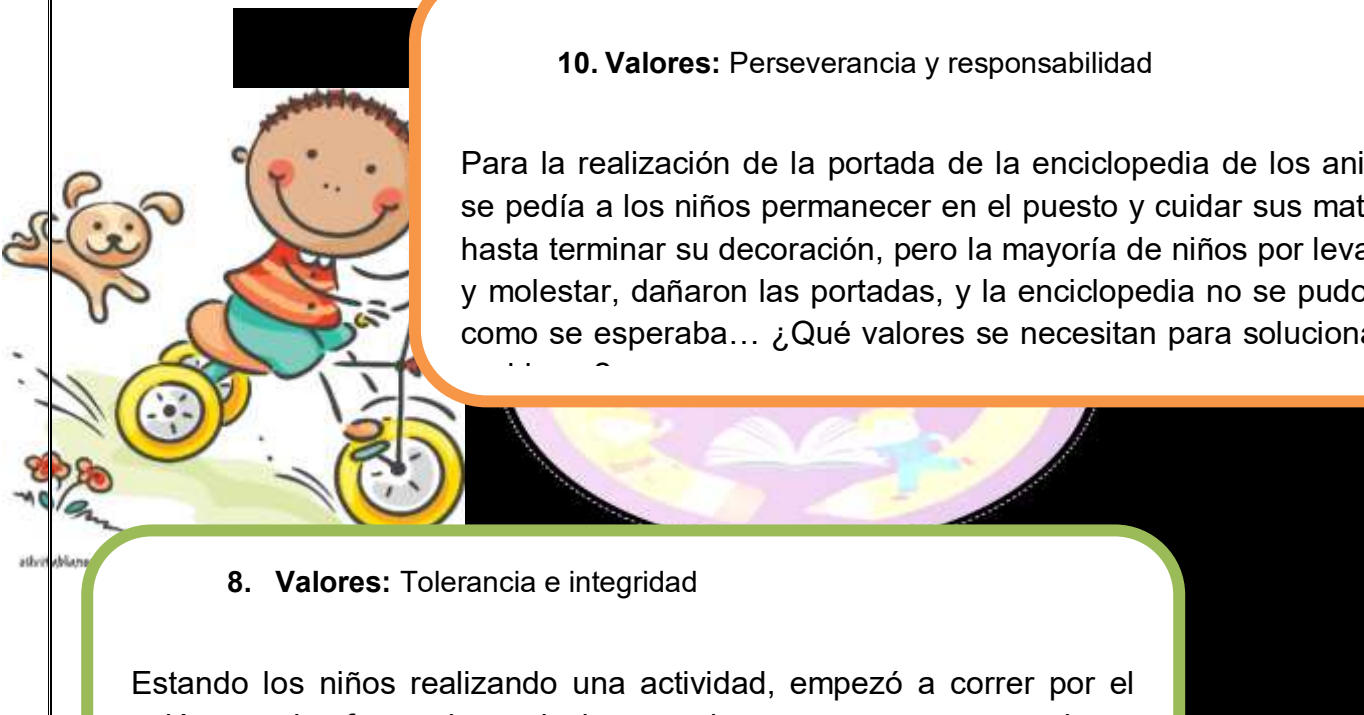 10. Valores: Perseverancia y responsabilidad
Para la realización de la portada de la enciclopedia de los ani
se pedía a los niños permanecer en el puesto y cuidar sus mat
hasta terminar su decoración, pero la mayoría de niños por leva
y molestar, dañaron las portadas, y la enciclopedia no se pudo
como se esperaba… ¿Qué valores se necesitan para soluciona
8. Valores: Tolerancia e integridad
Estando los niños realizando una actividad, empezó a correr por el